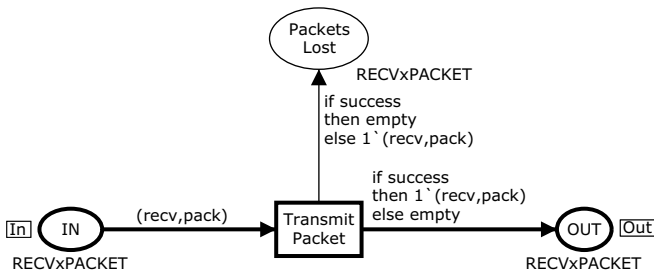 Packets
Lost
RECVxPACKET
if success
then empty
else 1`(recv,pack)
if success
then 1`(recv,pack)
else empty
In
IN
(recv,pack)
Transmit
Packet
OUT
Out
RECVxPACKET
RECVxPACKET